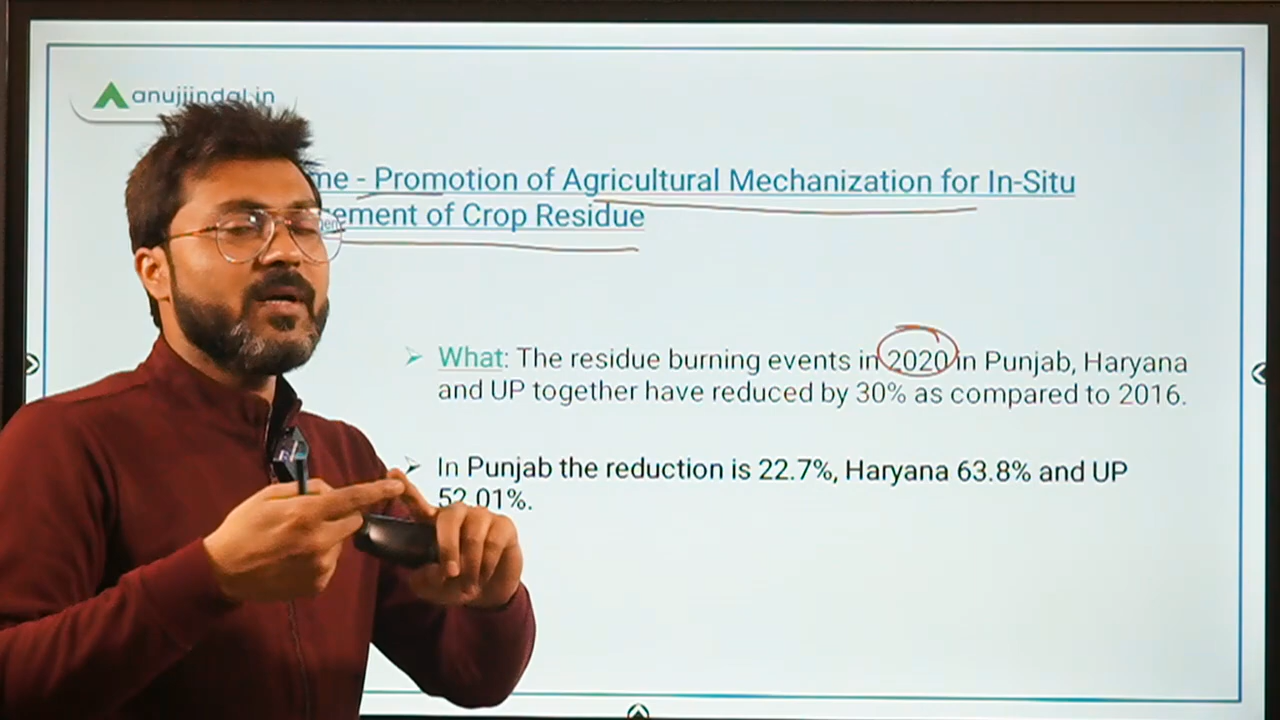 anujjindal.in
me - Promotion of Agricultural Mechanization for In-Situ
ement of Crop Residue
➢ What: The residue burning events in 2020 in Punjab, Haryana
and UP together have reduced by 30% as compared to 2016.
➢ In Punjab the reduction is 22.7%, Haryana 63.8% and UP
52.01%.